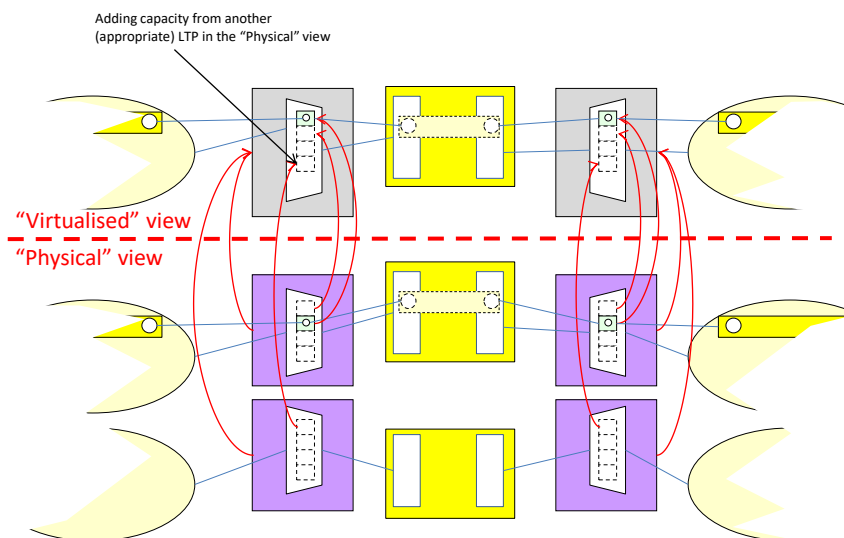 Adding capacity from another
(appropriate) LTP in the “Physical” view
“Virtualised” view
“Physical” view